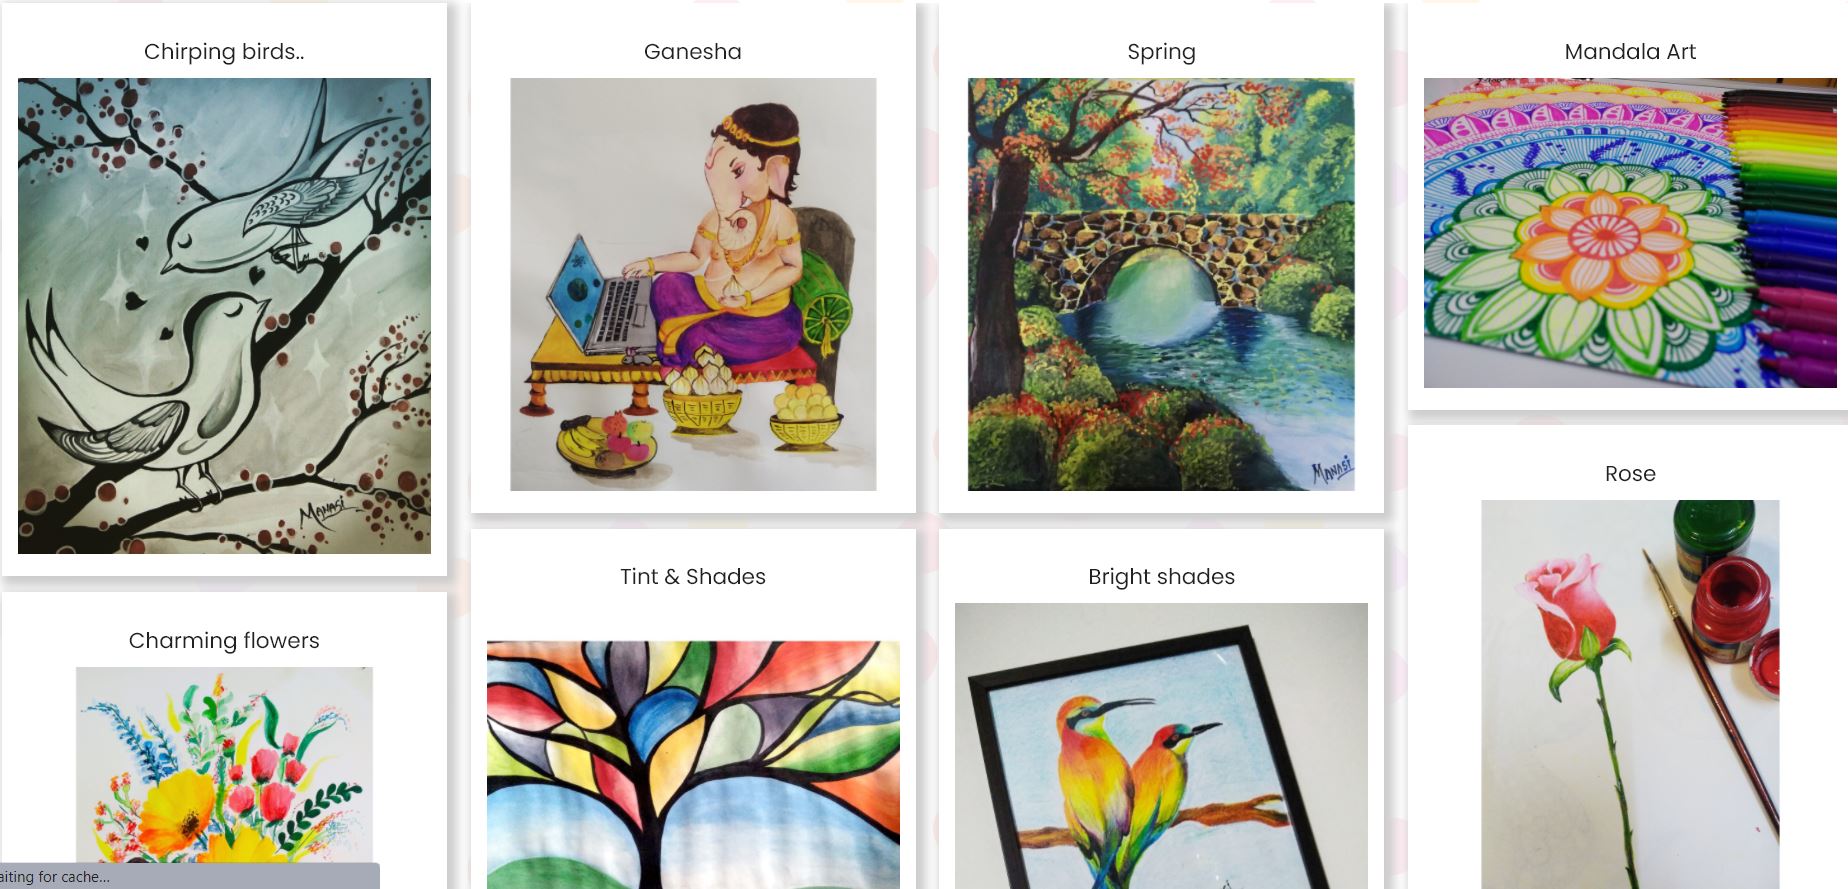 Chirping birds..
Ganesha
Spring
Mandala Art
MANASI
MANASI
Rose
Tint & Shades
Bright shades
Charming flowers
aiting for cache...